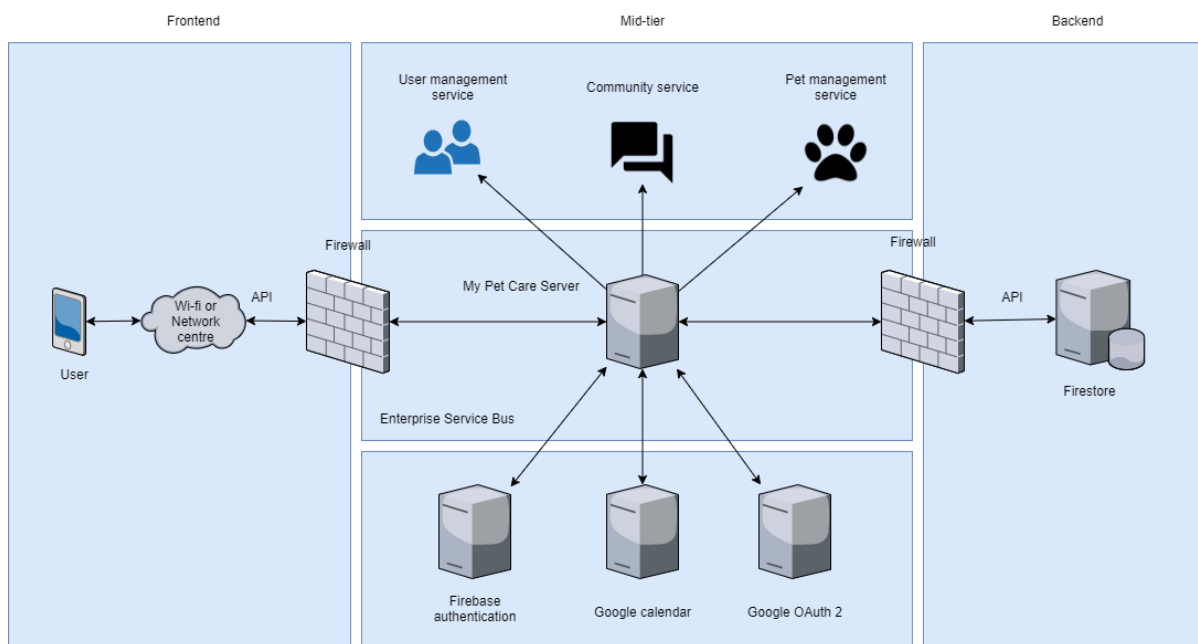 Frontend
Mid-tier
Backend
User management
service
Community service
Pet management
service
Firewall
Firewall
My Pet Care Server
API
API
Wi-fi or
Network
centre
User
Firestore
Enterprise Service Bus
Firebase
authentication
Google calendar
Google OAuth 2